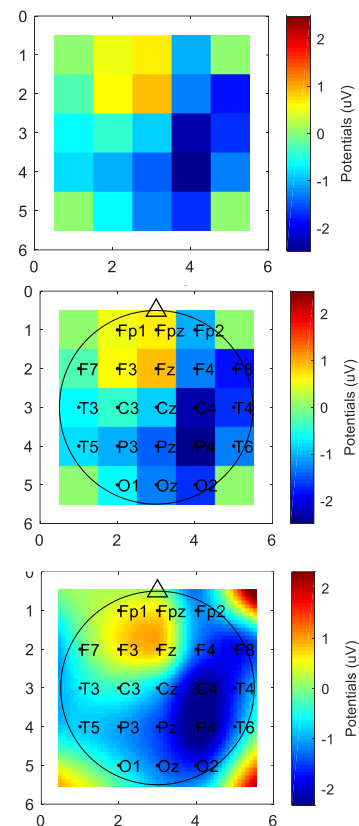 0
1
2
3
4
5
6
0 2 4 6
2
1
0
-1
-2
Potentials (uV)
0
1
2
3
4
5
6
Fp1 Fpz Fp2
F7 F3 Fz F4 F8
T3 C3 Cz C4 T4
T5 P3 Pz P4 T6
O1 Oz O2
0 2 4 6
2
1
0
-1
-2
Potentials (uV)
0
1
2
3
4
5
6
Fp1 Fpz Fp2
F7 F3 Fz F4 F8
T3 C3 Cz C4 T4
T5 P3 Pz P4 T6
O1 Oz O2
0 2 4 6
2
1
0
-1
-2
Potentials (uV)